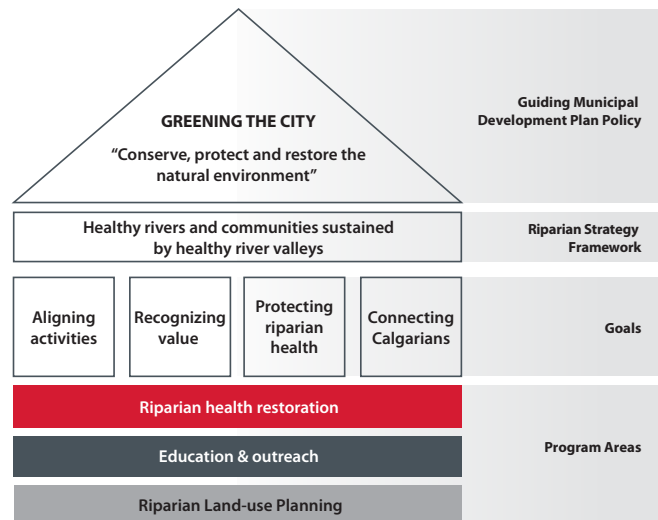 GREENING THE CITY
“Conserve, protect and restore the
natural environment”
Guiding Municipal
Development Plan Policy
Healthy rivers and communities sustained
by healthy river valleys
Riparian Strategy
Framework
Aligning
activities
Recognizing
value
Protecting
riparian
health
Connecting
Calgarians
Goals
Riparian health restoration
Education & outreach
Riparian Land-use Planning
Program Areas